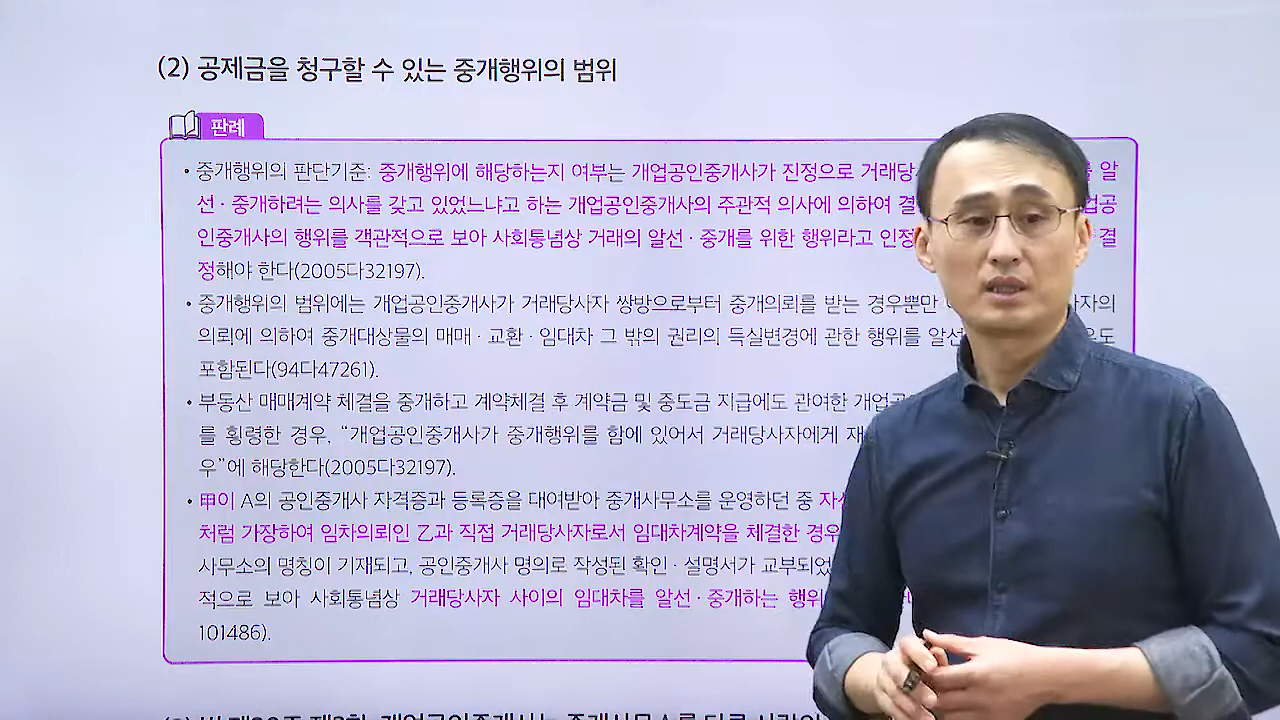 (2) 공제금을 청구할 수 있는 중개행위의 범위
판례
• 중개행위의 판단기준: 중개행위에 해당하는지 여부는 개업공인중개사가 진정으로 알
선·중개하려는 의사를 갖고 있었느냐고 하는 개업공인중개사의 주관적 의사에 의하여
인중개사의 행위를 객관적으로 보아 사회통념상 거래의 알선·중개를 위한 행위라고 결
정해야 한다(2005다32197).
• 중개행위의 범위에는 개업공인중개사가 거래당사자 쌍방으로부터 중개의뢰를 받는 경우뿐만
의뢰에 의하여 중개대상물의 매매·교환·임대차 그 밖의 권리의 득실변경에 관한 행위를
포함된다(94다47261).
• 부동산 매매계약 체결을 중개하고 계약체결 후 계약금 및 중도금 지급에도 관여한
를 횡령한 경우, “개업공인중개사가 중개행위를 함에 있어서 거래당사자에게
우”에 해당한다(2005다32197).
• 甲이 A의 공인중개사 자격증과 등록증을 대여받아 중개사무소를 운영하던 중
처럼 가장하여 임차의뢰인 乙과 직접 거래당사자로서 임대차계약을 체결한 경우
사무소의 명칭이 기재되고, 공인중개사 명의로 작성된 확인·설명서가
적으로 보아 사회통념상 거래당사자 사이의 임대차를 알선·중개하는 행위
101486).